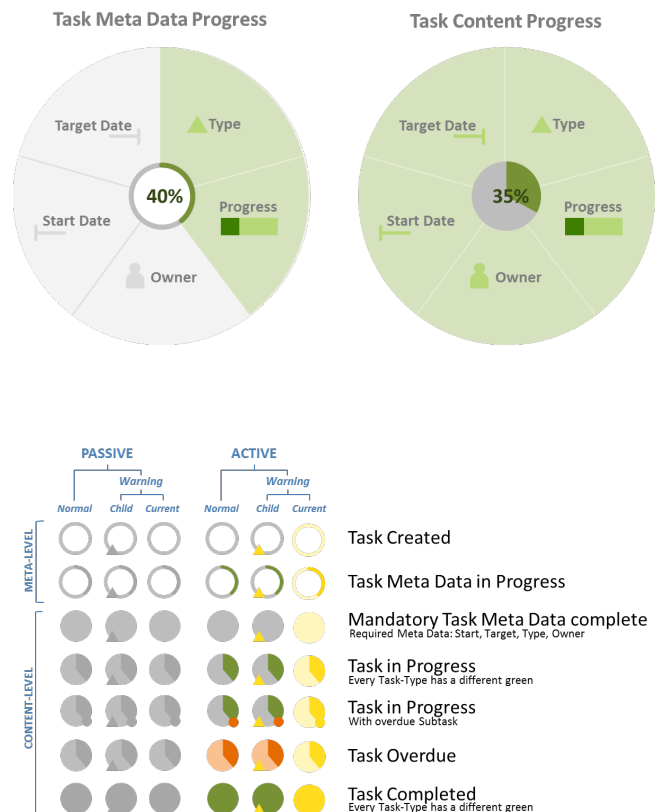 Task Meta Data Progress
Task Content Progress
Target Date
Type
40%
Progress
Start Date
Owner
Target Date
Type
35%
Progress
Start Date
Owner
PASSIVE
ACTIVE
Warning
Warning
Normal
Child
Current
Normal
Child
Current
META-LEVEL
Task Created
Task Meta Data in Progress
CONTENT-LEVEL
Mandatory Task Meta Data complete
Required Meta Data: Start, Target, Type, Owner
Task in Progress
Every Task-Type has a different green
Task in Progress
With overdue Subtask
Task Overdue
Task Completed
Every Task-Type has a different green